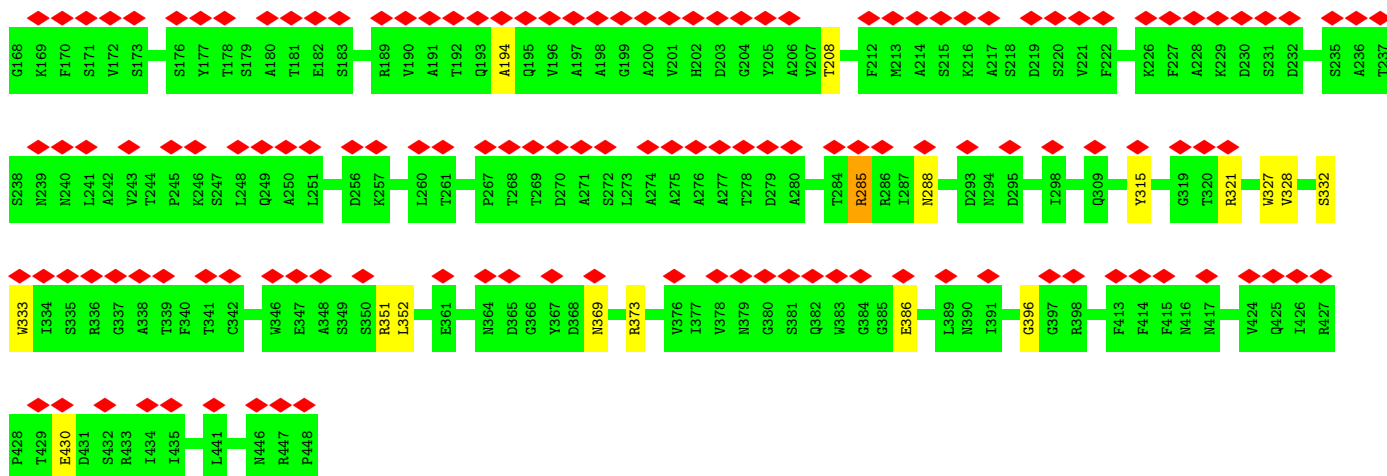 G168 K169 F170 S171 V172 S173 S176 Y177 T178 S179 A180 T181 E182 S183 R189 V190 A191 T192 Q193 A194 Q195 V196 A197 A198 G199 A200 V201 H202 D203 G204 Y205 A206 V207 T208 F212 M213 A214 S215 K216 A217 S218 D219 S220 V221 F222 K226 F227 A228 K229 D230 S231 D232 S235 A236 T237
S238 N239 N240 L241 A242 V243 T244 P245 K246 S247 L248 Q249 A250 L251 D256 K257 L260 T261 P267 T268 T269 D270 A271 S272 L273 A274 A275 A276 A277 T278 D279 A280 T284 R285 R286 I287 N288 D293 N294 D295 I298 Q309 Y315 G319 T320 R321 W327 V328 S332
W333 I334 S335 R336 G337 A338 T339 F340 T341 C342 W346 E347 A348 S349 S350 R351 L352 E361 N364 D365 G366 Y367 D368 N369 R373 V376 I377 V378 N379 G380 S381 Q382 W383 G384 G385 E386 L389 N390 I391 G396 G397 R398 F413 F414 F415 N416 N417 V424 Q425 I426 R427
P428 T429 E430 D431 S432 R433 I434 I435 L441 N446 R447 P448